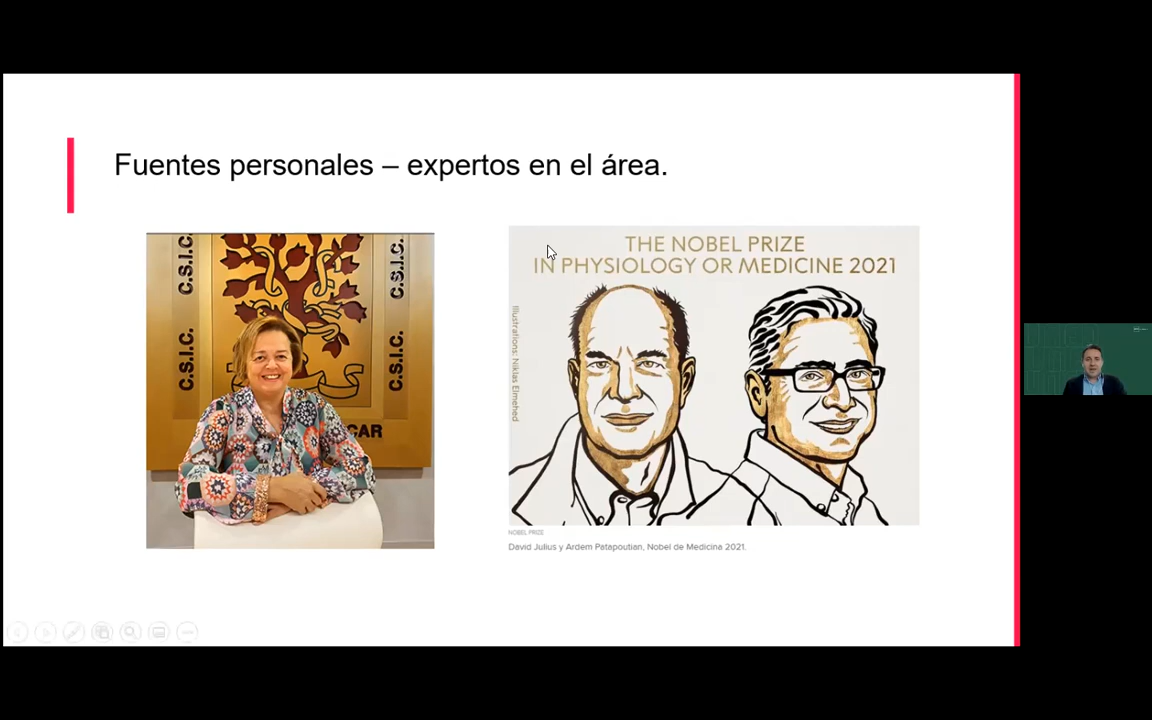 Fuentes personales – expertos en el área.
C.S.I.C.
C.S.I.C.
C.S.I.C.
C.S.I.C.
CAR
THE NOBEL PRIZE
IN PHYSIOLOGY OR MEDICINE 2021
Illustrations: Niklas Elmehed
NOBEL PRIZE
David Julius y Ardem Patapoutian, Nobel de Medicina 2021.